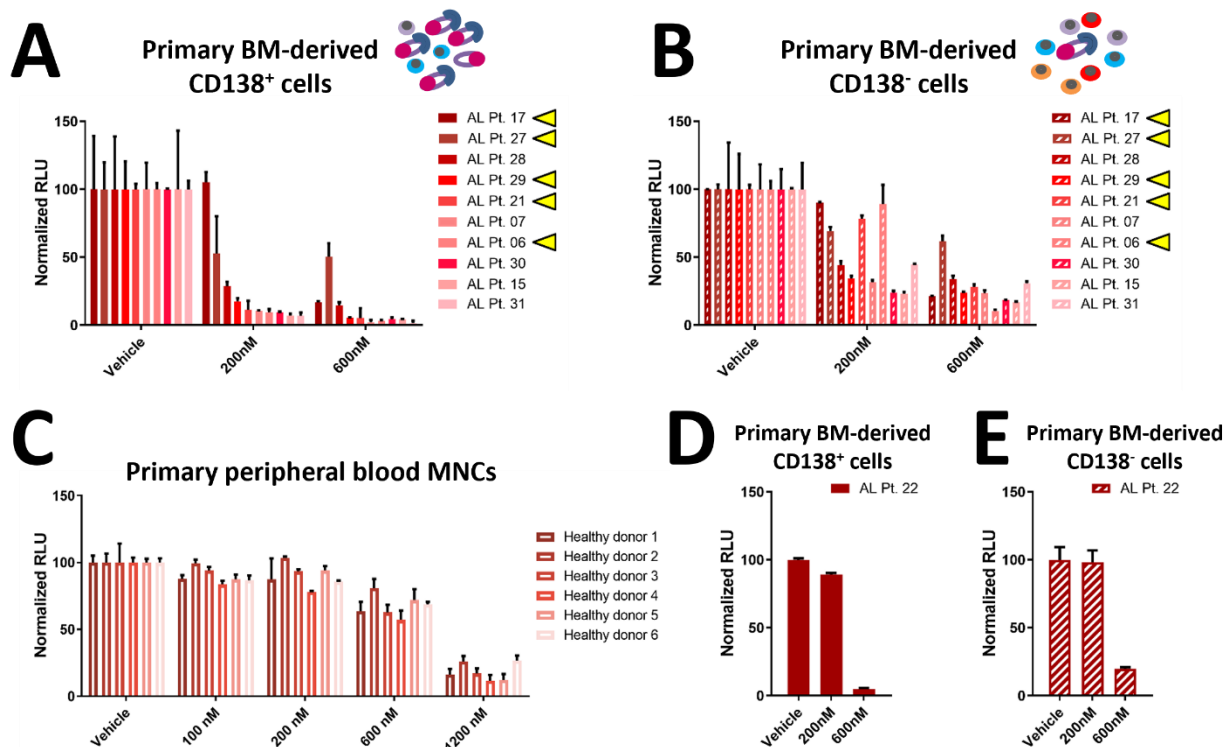 A
Primary BM-derived
CD138⁺ cells
Normalized RLU
150
100
50
0
Vehicle
200nM
600nM
AL Pt. 17
AL Pt. 27
AL Pt. 28
AL Pt. 29
AL Pt. 21
AL Pt. 07
AL Pt. 06
AL Pt. 30
AL Pt. 15
AL Pt. 31
B
Primary BM-derived
CD138⁻ cells
Normalized RLU
150
100
50
0
Vehicle
200nM
600nM
AL Pt. 17
AL Pt. 27
AL Pt. 28
AL Pt. 29
AL Pt. 21
AL Pt. 07
AL Pt. 06
AL Pt. 30
AL Pt. 15
AL Pt. 31
C
Primary peripheral blood MNCs
Normalized RLU
150
100
50
0
Vehicle
100 nM
200 nM
600 nM
1200 nM
Healthy donor 1
Healthy donor 2
Healthy donor 3
Healthy donor 4
Healthy donor 5
Healthy donor 6
D
Primary BM-derived
CD138⁺ cells
AL Pt. 22
Normalized RLU
150
100
50
0
Vehicle
200nM
600nM
E
Primary BM-derived
CD138⁻ cells
AL Pt. 22
Normalized RLU
150
100
50
0
Vehicle
200nM
600nM